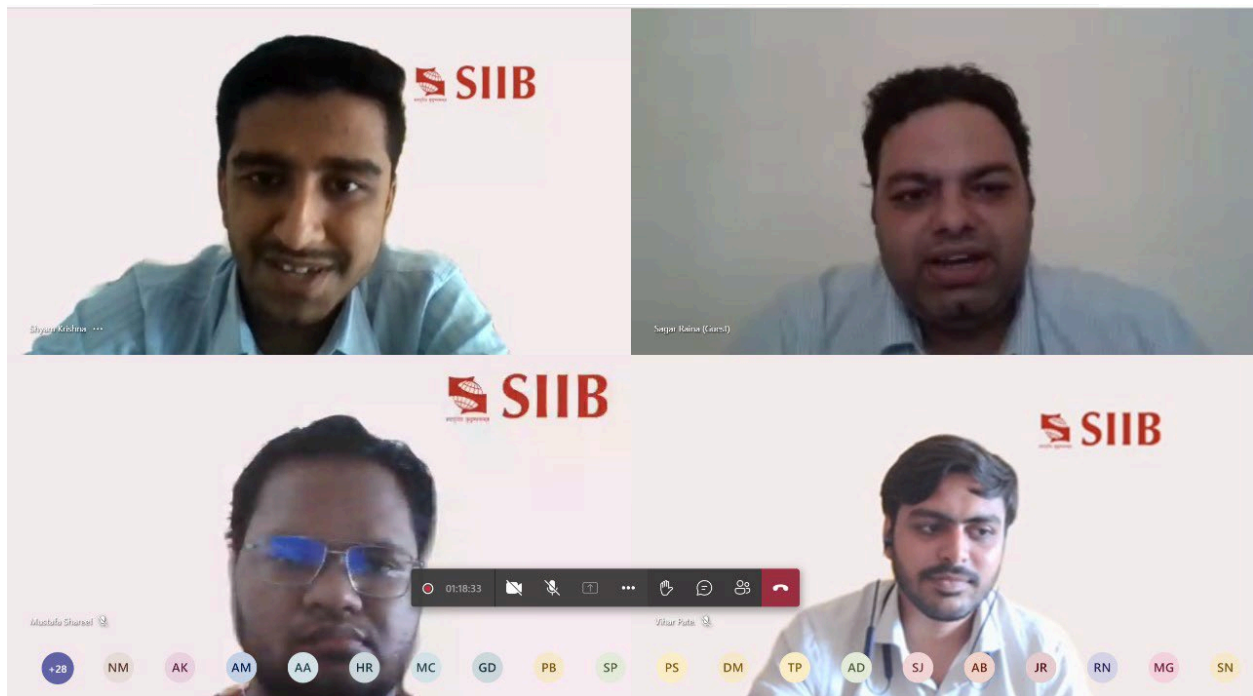 SIIB
Shyam Krishna
Sagar Raina (Guest)
SIIB
SIIB
01:18:33
Mustafa Shareef
+28
NM
AK
AM
AA
HR
MC
GD
PB
SP
PS
DM
TP
AD
SJ
AB
JR
RN
MG
SN